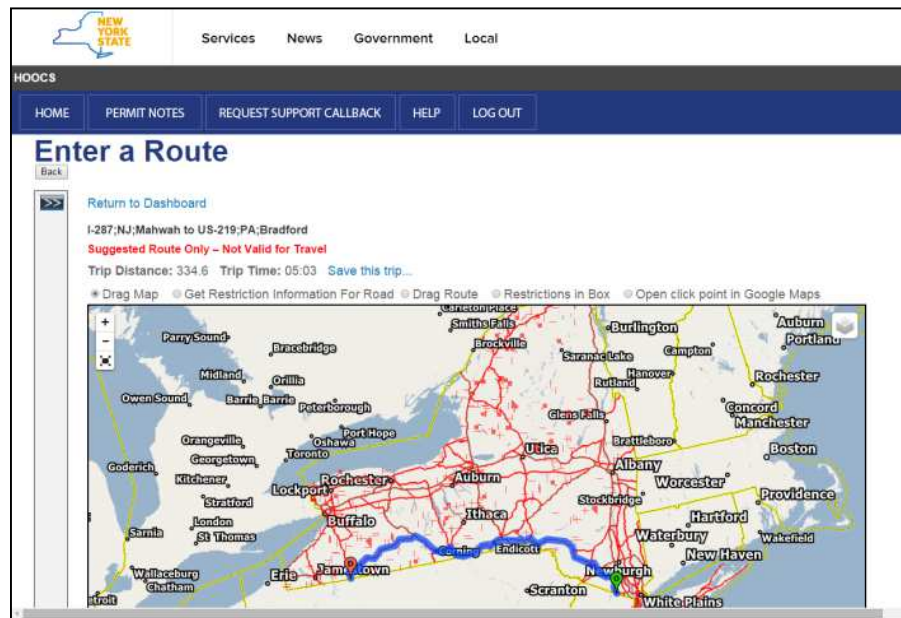 NEW
YORK
STATE
Services News Government Local
HOOCS
HOME PERMIT NOTES REQUEST SUPPORT CALLBACK HELP LOG OUT
Enter a Route
Back
>>
Return to Dashboard
I-287;NJ;Mahwah to US-219;PA;Bradford
Suggested Route Only – Not Valid for Travel
Trip Distance: 334.6 Trip Time: 05:03 Save this trip...
Drag Map Get Restriction Information For Road Drag Route Restrictions in Box Open click point in Google Maps
+
-
Carleton Place
Smiths Falls
Burlington
Auburn
Parry Sound
Brockville
Portland
Bracebridge
Saranac Lake
Campton
Midland
Orillia
Hanover
Rochester
Rutland
Owen Sound
Barrie Barrie
Peterborough
Concord
Glens Falls
Manchester
Port Hope
Orangeville
Oshawa
Utica
Brattleboro
Boston
Georgetown
Toronto
Goderich
Albany
Kitchener
Rochester
Auburn
Worcester
Lockport
Stratford
Stockbridge
Providence
London
Buffalo
Ithaca
Hartford
Sarnia
St Thomas
Waterbury
Wakefield
Corning
Endicott
New Haven
Wallaceburg
Erie
Jamestown
Newburgh
Chatham
Scranton
White Plains
etroit